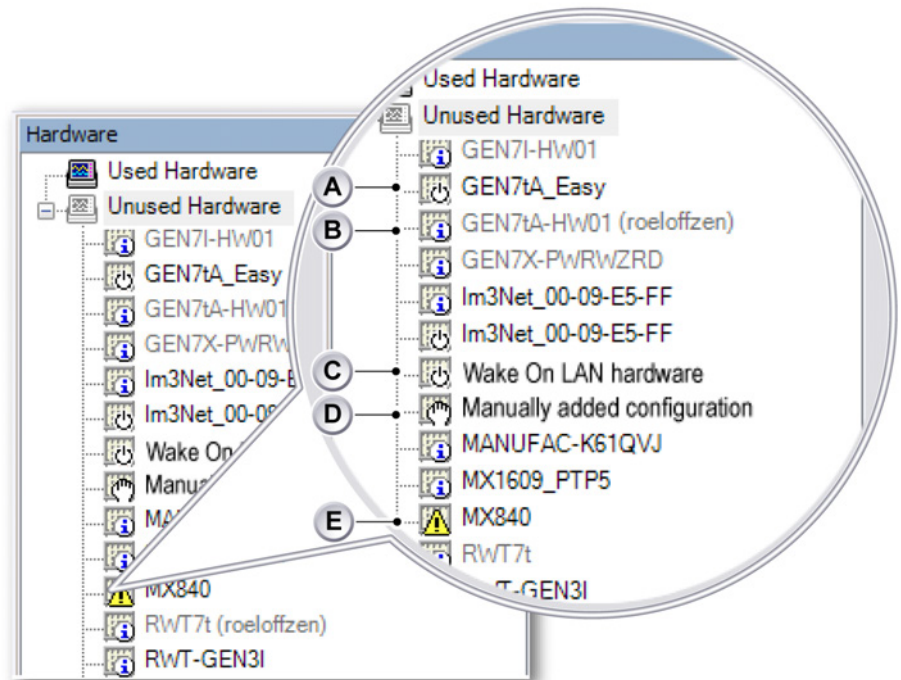 Hardware
Used Hardware
Unused Hardware
GEN7I-HW01
GEN7tA_Easy
GEN7tA-HW01
GEN7X-PWRW
Im3Net_00-09-E
Im3Net_00-09
Wake On
Manua
MA
MX840
RWT7t (roeloffzen)
RWT-GEN3I
Used Hardware
Unused Hardware
GEN7I-HW01
A GEN7tA_Easy
B GEN7tA-HW01 (roeloffzen)
GEN7X-PWRWZRD
Im3Net_00-09-E5-FF
Im3Net_00-09-E5-FF
C Wake On LAN hardware
D Manually added configuration
MANUFAC-K61QVJ
MX1609_PTP5
E MX840
RWT7t
T-GEN3I